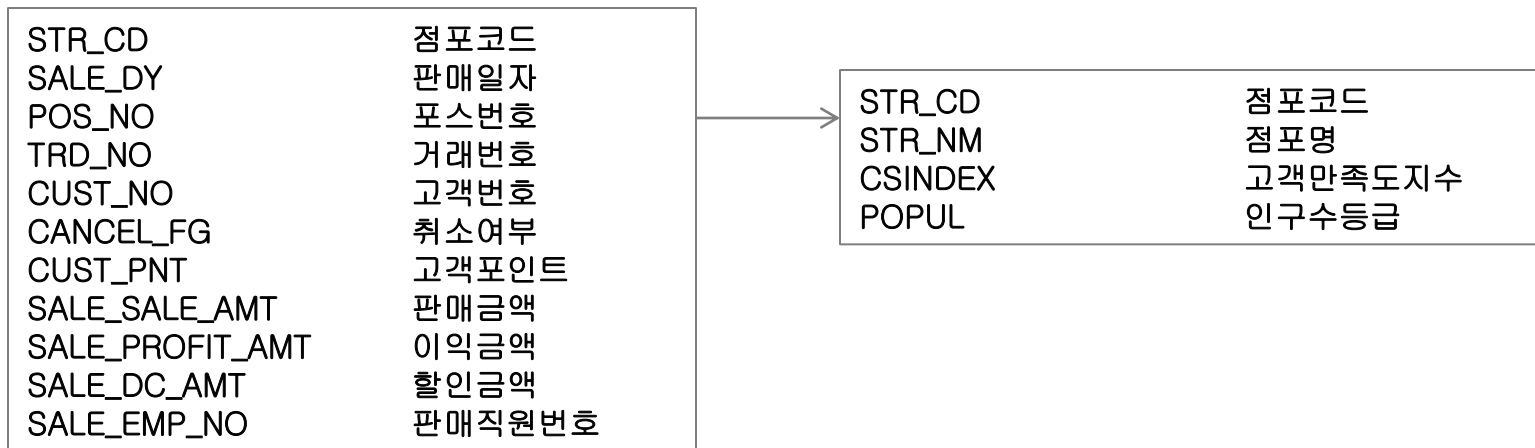 STR_CD 점포코드
SALE_DY 판매일자
POS_NO 포스번호
TRD_NO 거래번호
CUST_NO 고객번호
CANCEL_FG 취소여부
CUST_PNT 고객포인트
SALE_SALE_AMT 판매금액
SALE_PROFIT_AMT 이익금액
SALE_DC_AMT 할인금액
SALE_EMP_NO 판매직원번호
STR_CD 점포코드
STR_NM 점포명
CSINDEX 고객만족도지수
POPUL 인구수등급